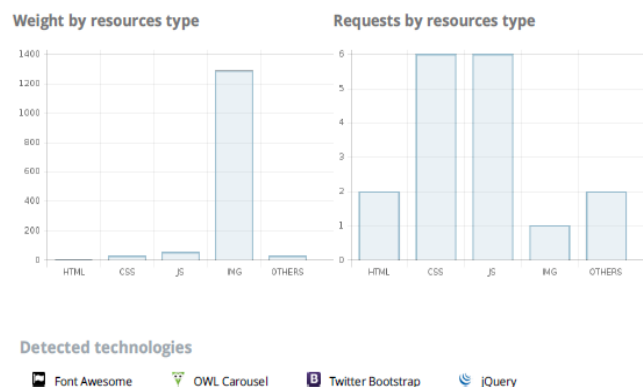 Weight by resources type
Requests by resources type
1400
1200
1000
800
600
400
200
0
HTML CSS JS IMG OTHERS
6
5
4
3
2
1
0
HTML CSS JS IMG OTHERS
Detected technologies
Font Awesome OWL Carousel B Twitter Bootstrap jQuery